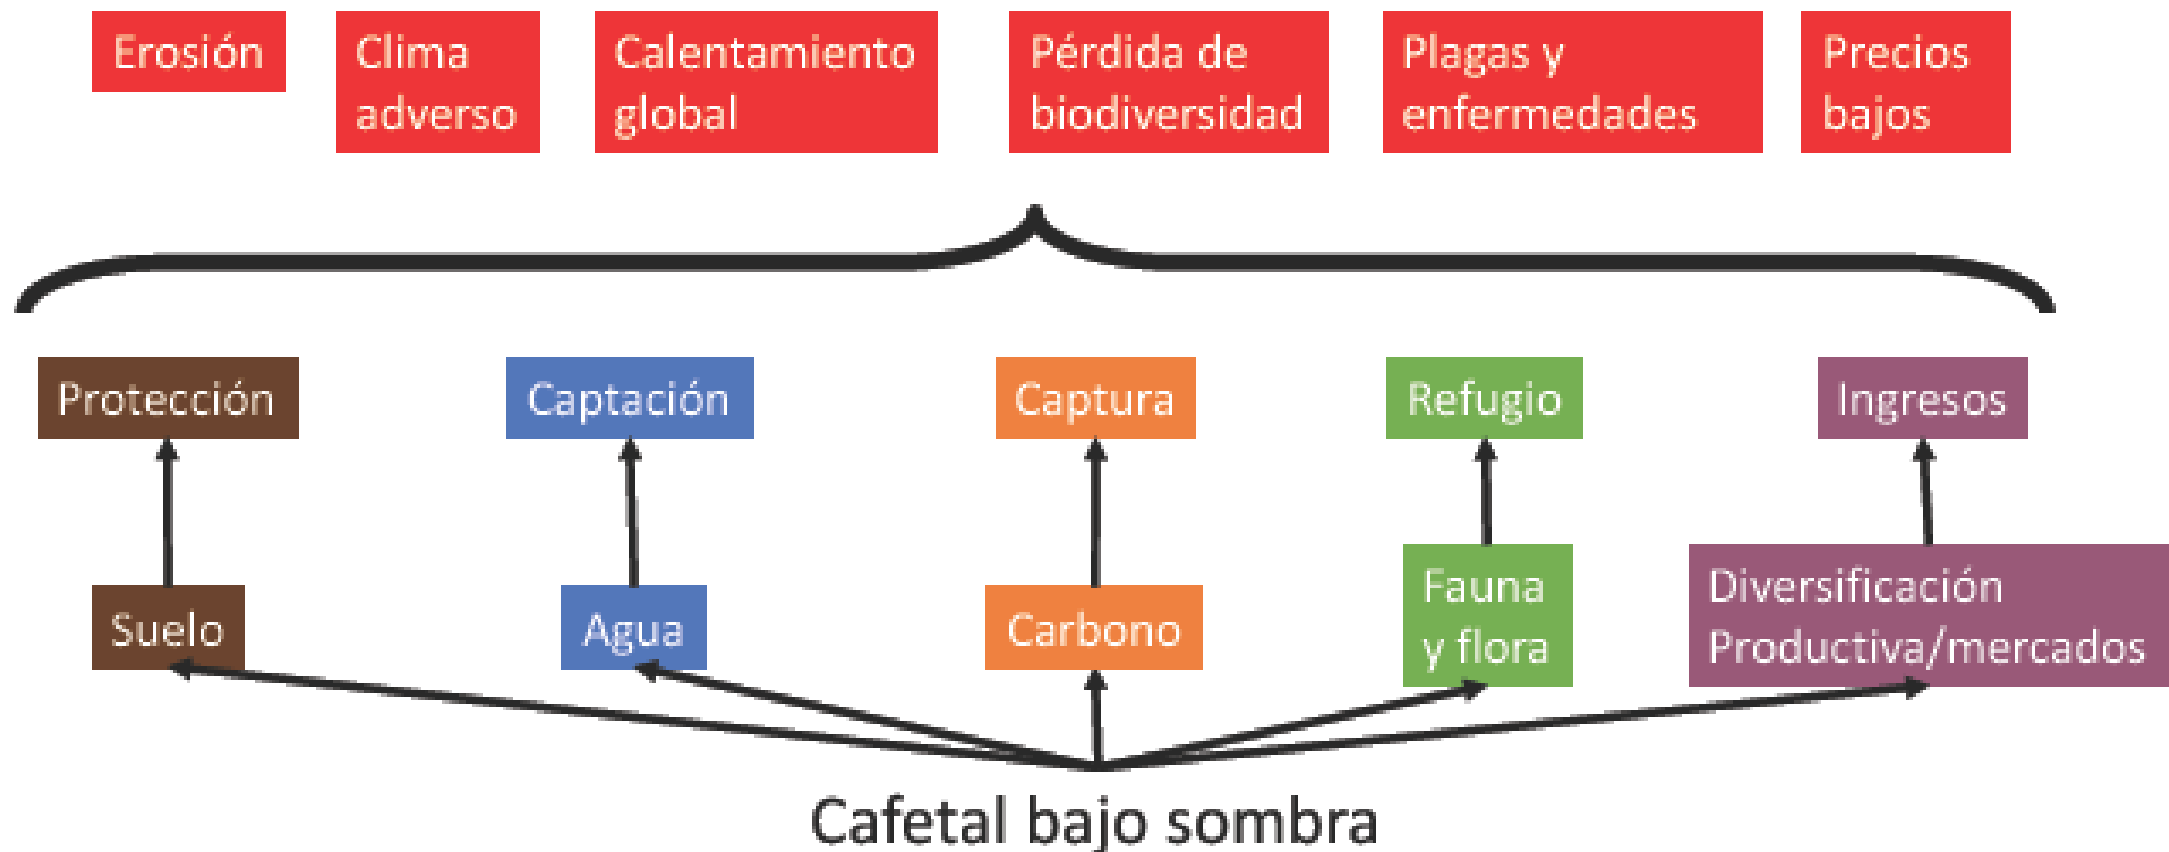 Erosión
Clima
adverso
Calentamiento
global
Pérdida de
biodiversidad
Plagas y
enfermedades
Precios
bajos
Protección
Captación
Captura
Refugio
Ingresos
Suelo
Agua
Carbono
Fauna
y flora
Diversificación
Productiva/mercados
Cafetal bajo sombra